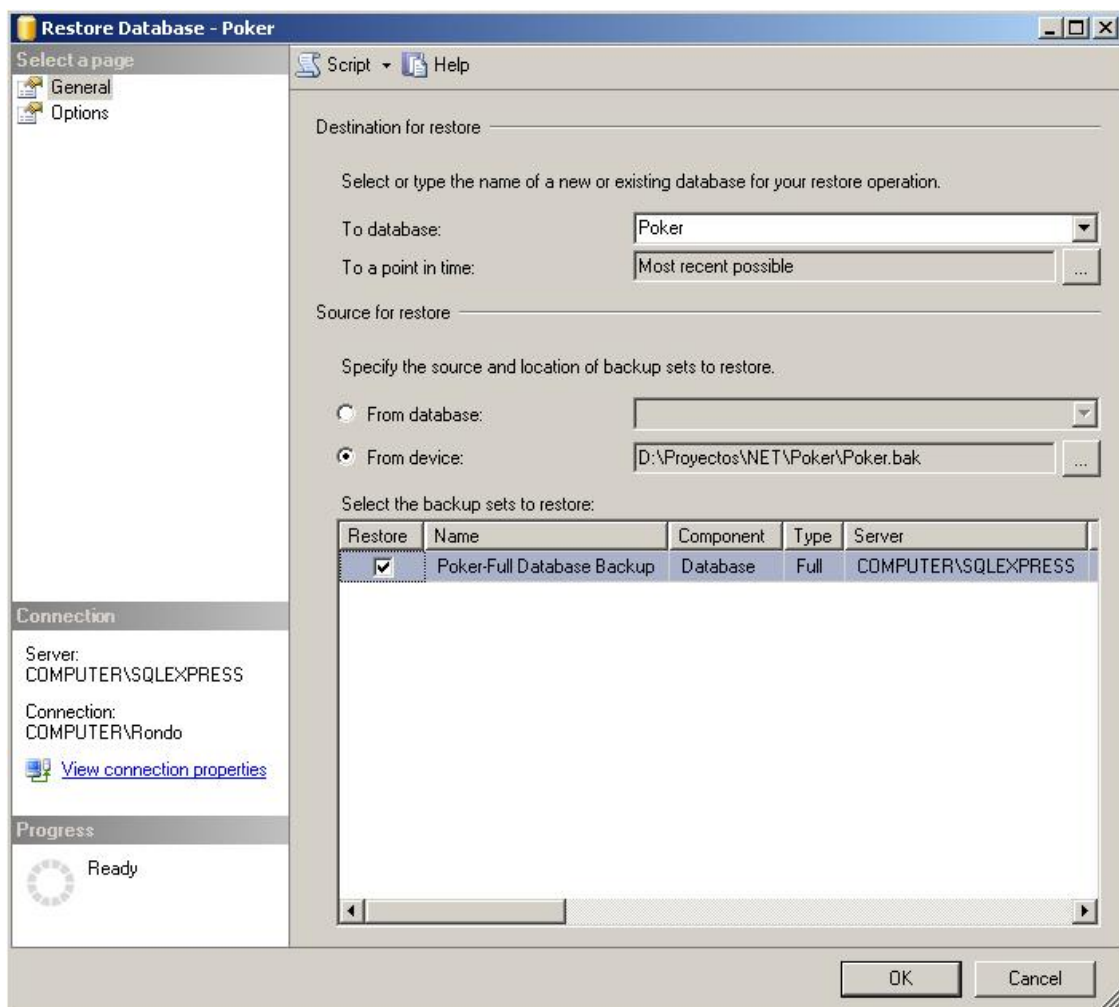 Restore Database - Poker
Select a page
General
Options
Script Help
Destination for restore
Select or type the name of a new or existing database for your restore operation.
To database: Poker
To a point in time: Most recent possible ...
Source for restore
Specify the source and location of backup sets to restore.
From database:
From device: D:\Proyectos\NET\Poker\Poker.bak ...
Select the backup sets to restore:
Restore Name Component Type Server
Poker-Full Database Backup Database Full COMPUTER\SQLEXPRESS
Connection
Server:
COMPUTER\SQLEXPRESS
Connection:
COMPUTER\Rondo
View connection properties
Progress
Ready
OK Cancel